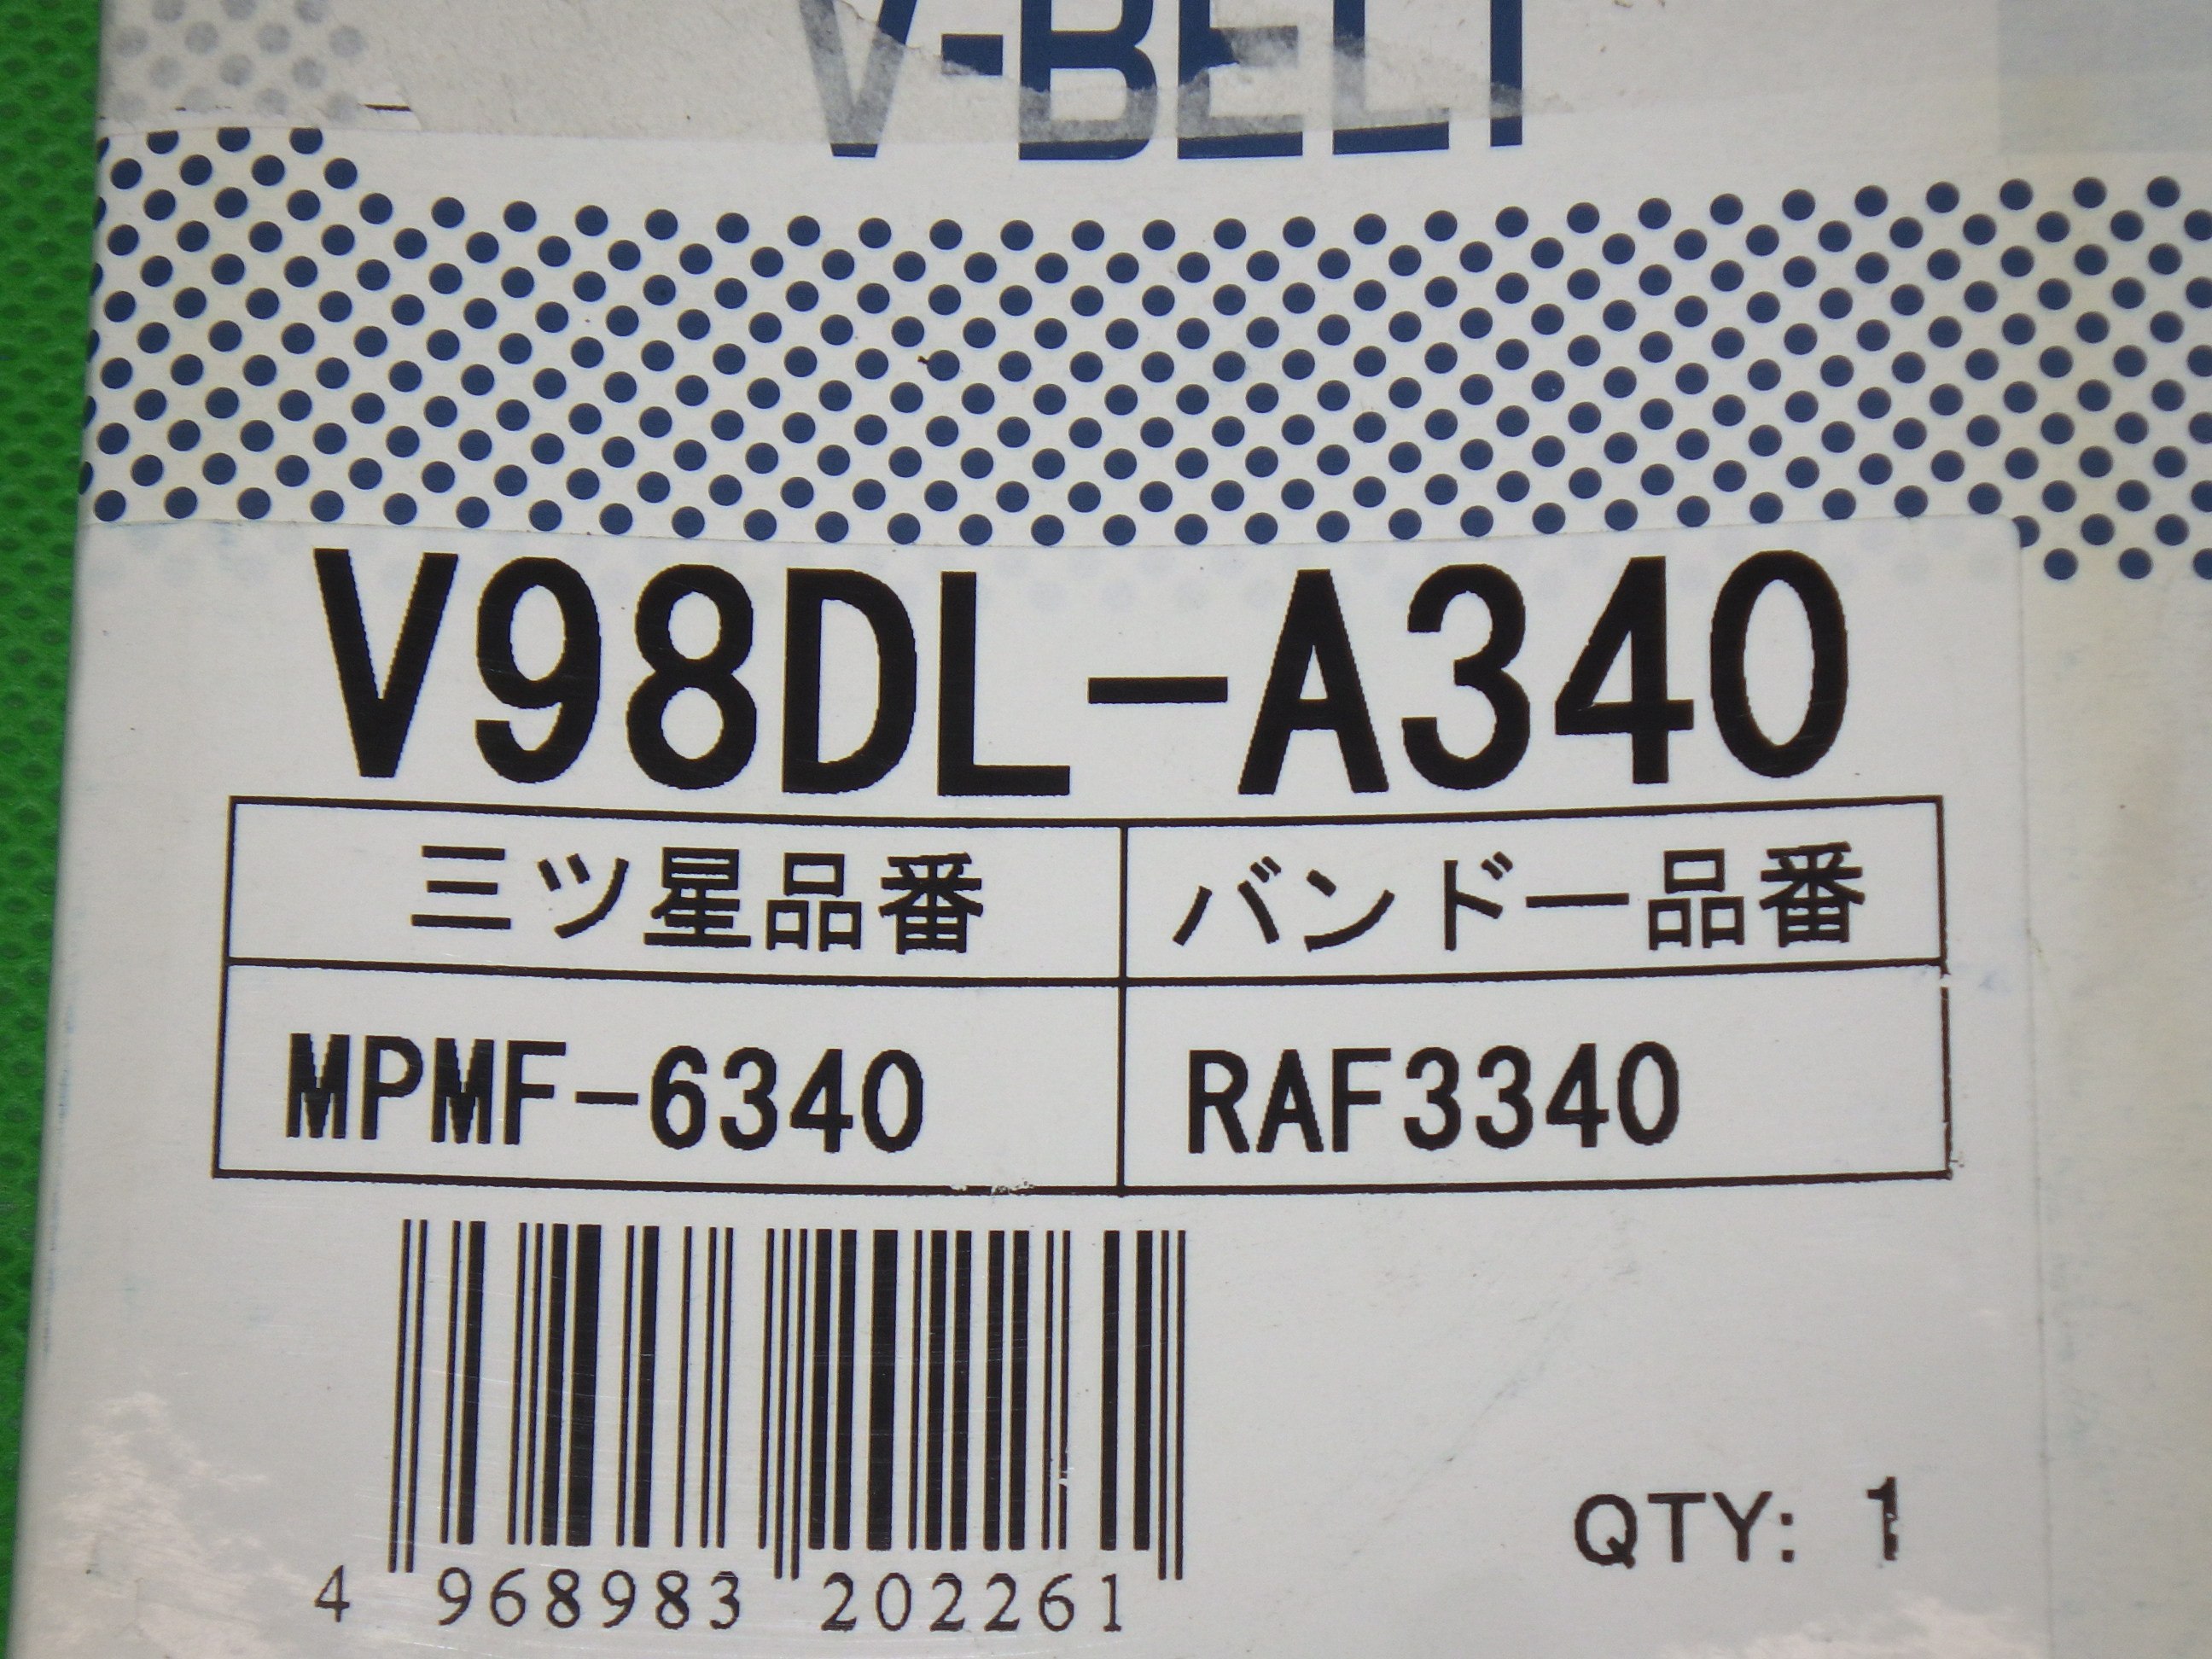 V-BELT
V98DL-A340
三ツ星品番 バンドー品番
MPMF-6340 RAF3340
QTY: 1
4 968983 202261